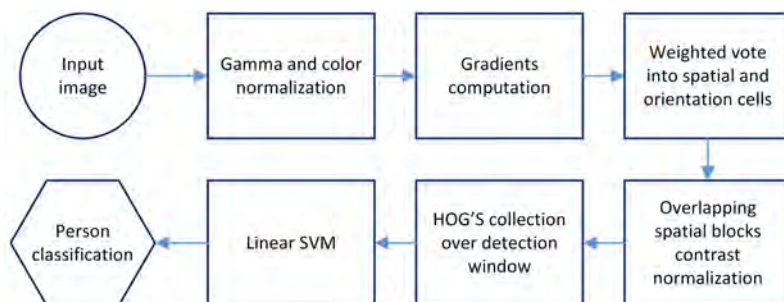 Input
image
Gamma and color
normalization
Gradients
computation
Weighted vote
into spatial and
orientation cells
Overlapping
spatial blocks
contrast
normalization
HOG'S collection
over detection
window
Linear SVM
Person
classification